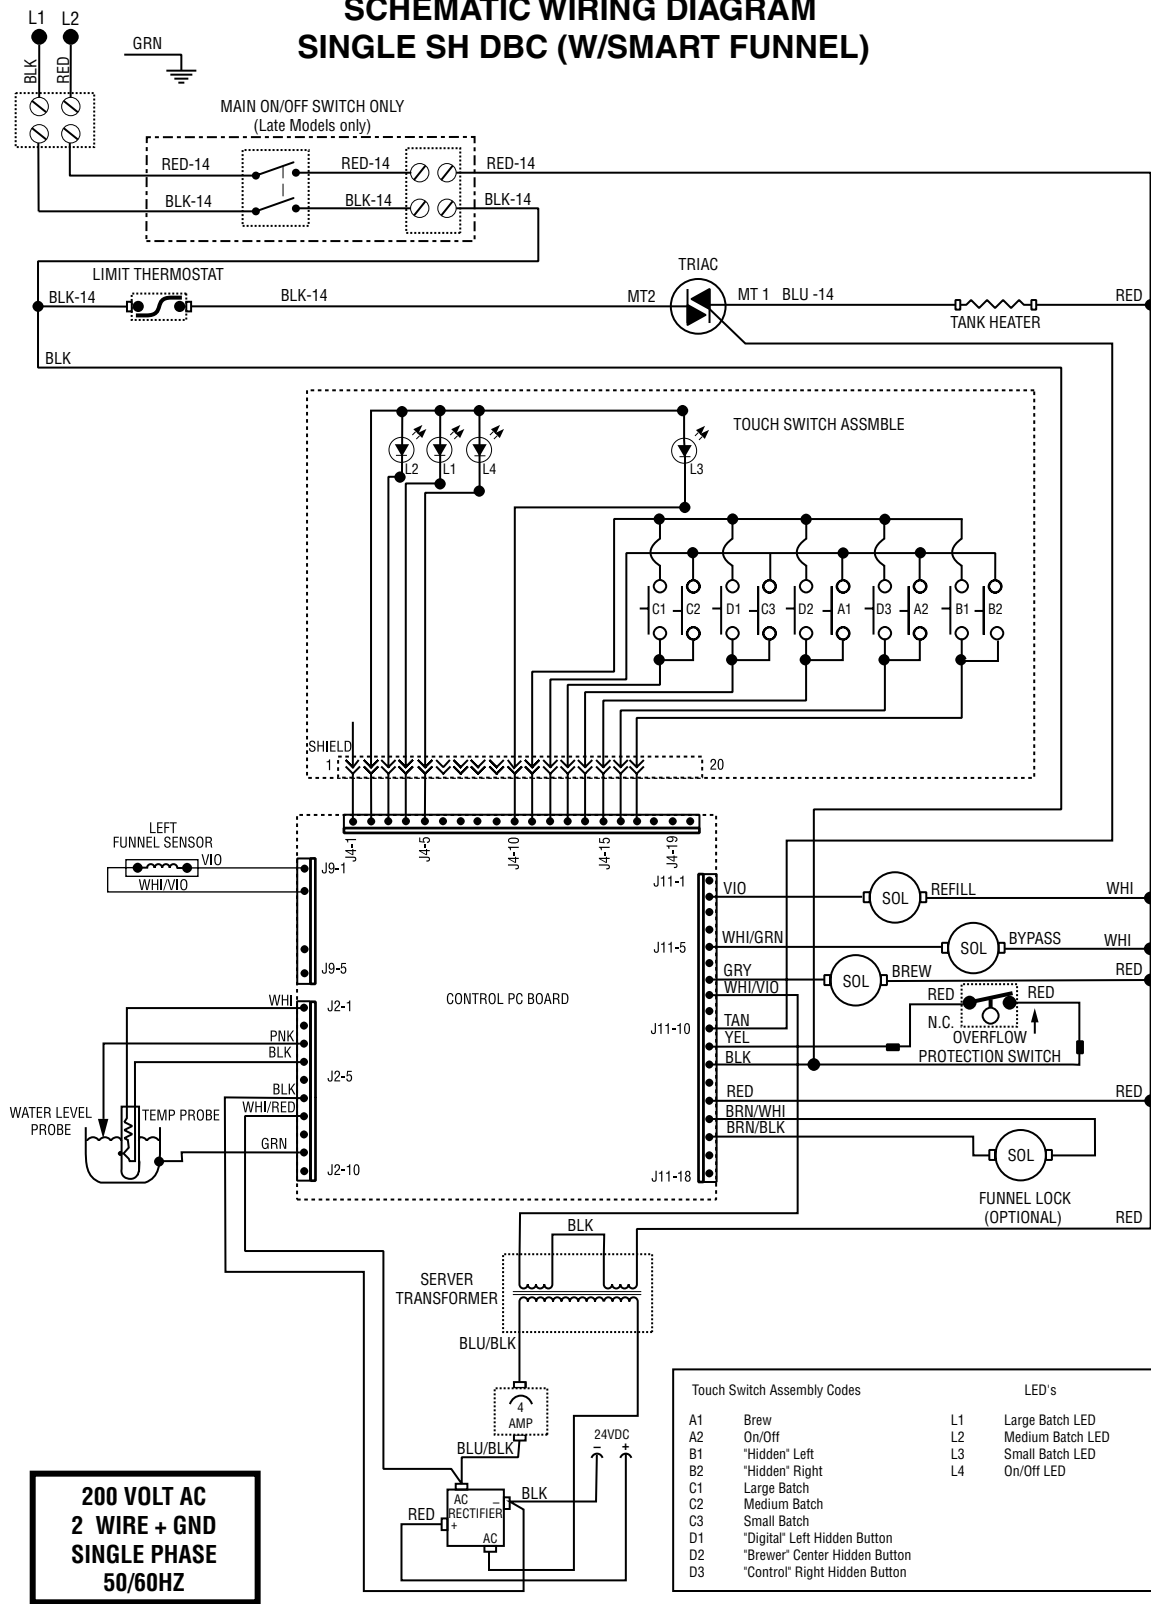 SCHEMATIC WIRING DIAGRAM
SINGLE SH DBC (W/SMART FUNNEL)
L1 L2
GRN
BLK
RED
MAIN ON/OFF SWITCH ONLY
(Late Models only)
RED-14 RED-14 RED-14
BLK-14 BLK-14 BLK-14
LIMIT THERMOSTAT
TRIAC
BLK-14 BLK-14 MT2 MT 1 BLU -14 RED
TANK HEATER
BLK
TOUCH SWITCH ASSMBLE
L2 L1 L4 L3
C1 C2 D1 C3 D2 A1 D3 A2 B1 B2
SHIELD
1 20
J4-1 J4-5 J4-10 J4-15 J4-19
LEFT
FUNNEL SENSOR
VIO
WHI/VIO
J9-1
J9-5
J11-1
VIO SOL REFILL WHI
J11-5
WHI/GRN SOL BYPASS WHI
GRY SOL BREW RED
WHI/VIO
CONTROL PC BOARD
WHI J2-1
PNK
BLK
J2-5
BLK
WHI/RED
GRN
J2-10
WATER LEVEL
PROBE
TEMP PROBE
J11-10
TAN
YEL
BLK
RED RED
N.C.
OVERFLOW
PROTECTION SWITCH
RED RED
BRN/WHI
BRN/BLK
SOL
J11-18
FUNNEL LOCK
(OPTIONAL)
RED
BLK
SERVER
TRANSFORMER
BLU/BLK
4
AMP
BLU/BLK
24VDC
– +
BLK
RED
AC –
RECTIFIER
+
AC
200 VOLT AC
2 WIRE + GND
SINGLE PHASE
50/60HZ
Touch Switch Assembly Codes LED's
A1 Brew L1 Large Batch LED
A2 On/Off L2 Medium Batch LED
B1 "Hidden" Left L3 Small Batch LED
B2 "Hidden" Right L4 On/Off LED
C1 Large Batch
C2 Medium Batch
C3 Small Batch
D1 "Digital" Left Hidden Button
D2 "Brewer" Center Hidden Button
D3 "Control" Right Hidden Button